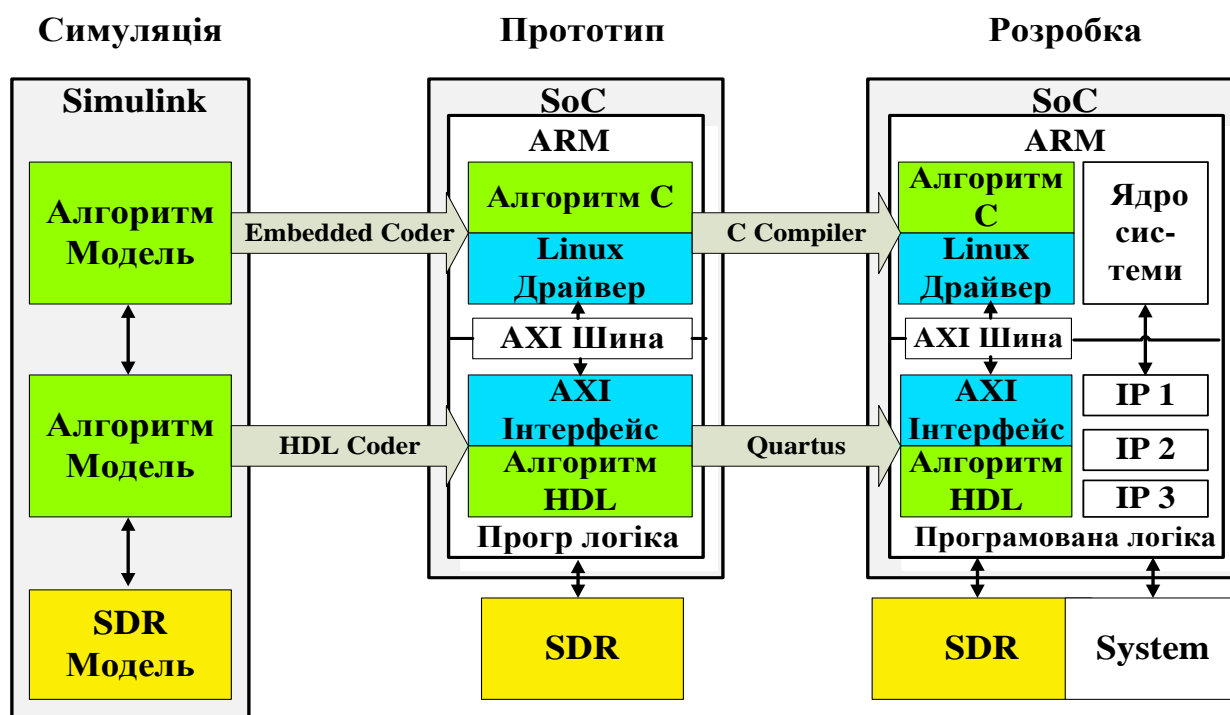 Симуляція
Прототип
Розробка
Simulink
Алгоритм
Модель
Алгоритм
Модель
SDR
Модель
Embedded Coder
HDL Coder
SoC
ARM
Алгоритм C
Linux
Драйвер
AXI Шина
AXI
Інтерфейс
Алгоритм
HDL
Прогр логіка
SDR
C Compiler
Quartus
SoC
ARM
Алгоритм
C
Linux
Драйвер
Ядро
сис-
теми
AXI Шина
AXI
Інтерфейс
Алгоритм
HDL
IP 1
IP 2
IP 3
Програмована логіка
SDR
System